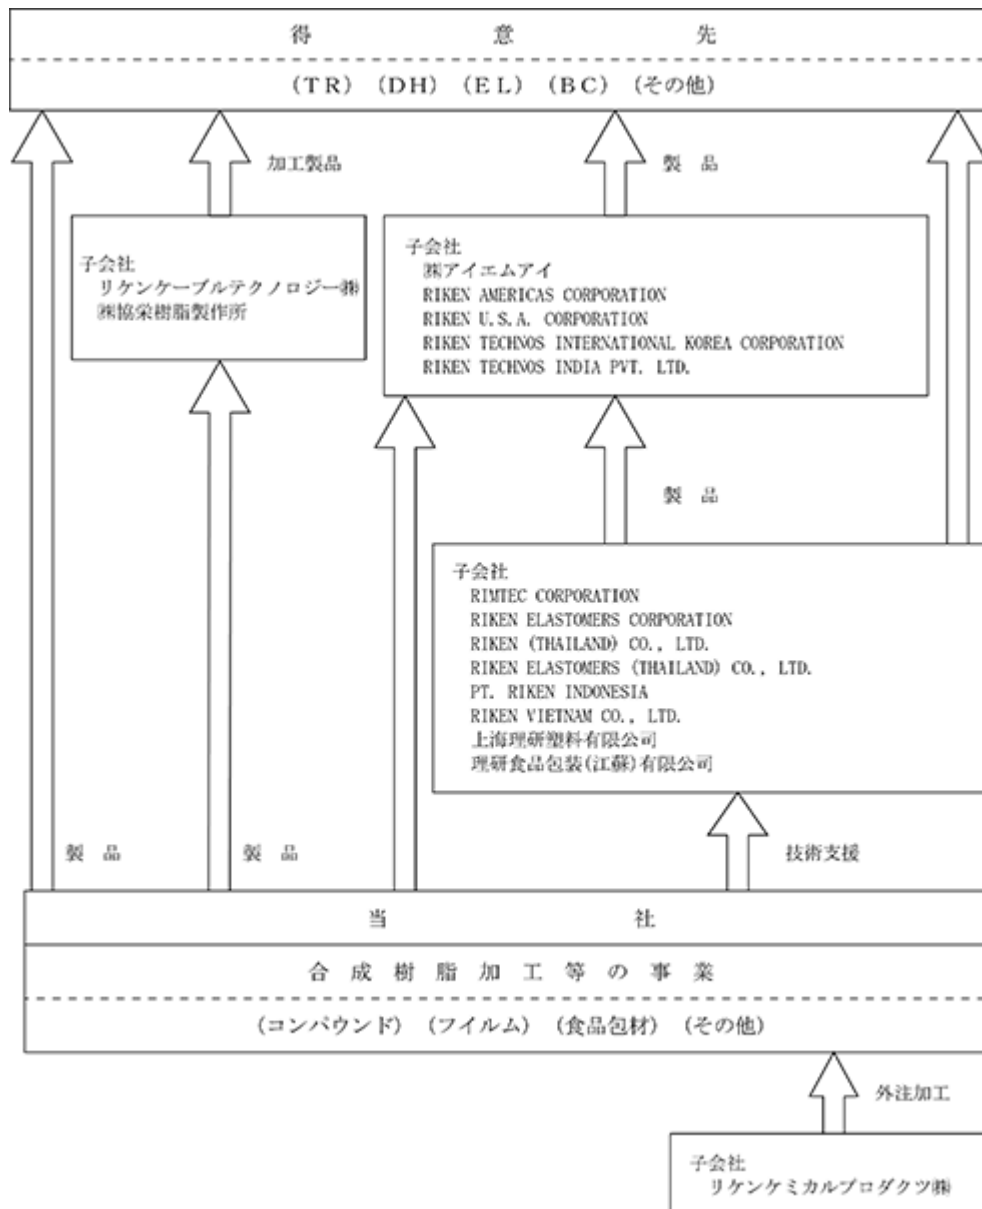 得意先
(TR) (DH) (EL) (BC) (その他)
加工製品
製品
子会社
リケンケーブルテクノロジー㈱
㈱協栄樹脂製作所
子会社
㈱アイエムアイ
RIKEN AMERICAS CORPORATION
RIKEN U.S.A. CORPORATION
RIKEN TECHNOS INTERNATIONAL KOREA CORPORATION
RIKEN TECHNOS INDIA PVT. LTD.
製品
子会社
RIMTEC CORPORATION
RIKEN ELASTOMERS CORPORATION
RIKEN (THAILAND) CO., LTD.
RIKEN ELASTOMERS (THAILAND) CO., LTD.
PT. RIKEN INDONESIA
RIKEN VIETNAM CO., LTD.
上海理研塑料有限公司
理研食品包装(江蘇)有限公司
製品
製品
技術支援
当社
合成樹脂加工等の事業
(コンパウンド) (フイルム) (食品包材) (その他)
外注加工
子会社
リケンケミカルプロダクツ㈱